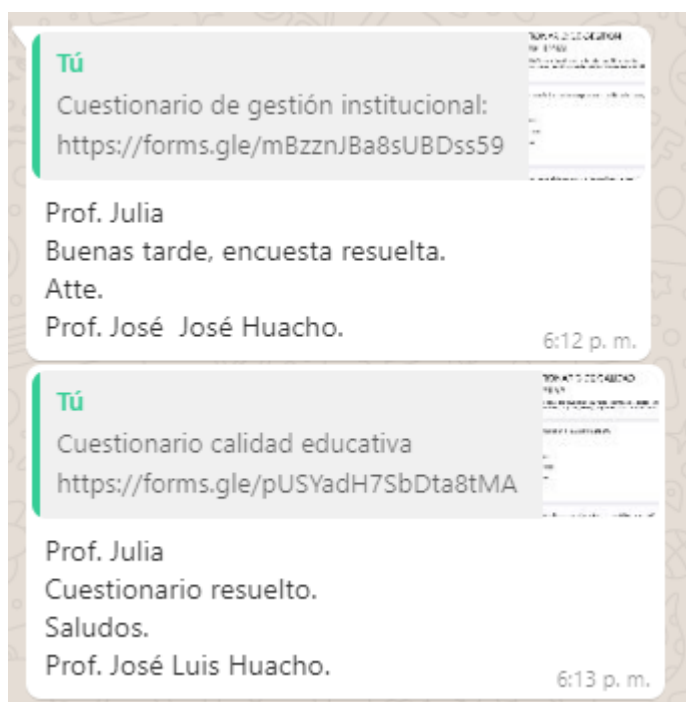 Tú
Cuestionario de gestión institucional:
https://forms.gle/mBzznJBa8sUBDss59
Prof. Julia
Buenas tarde, encuesta resuelta.
Atte.
Prof. José  José Huacho.
6:12 p. m.
Tú
Cuestionario calidad educativa
https://forms.gle/pUSYadH7SbDta8tMA
Prof. Julia
Cuestionario resuelto.
Saludos.
Prof. José Luis Huacho.
6:13 p. m.